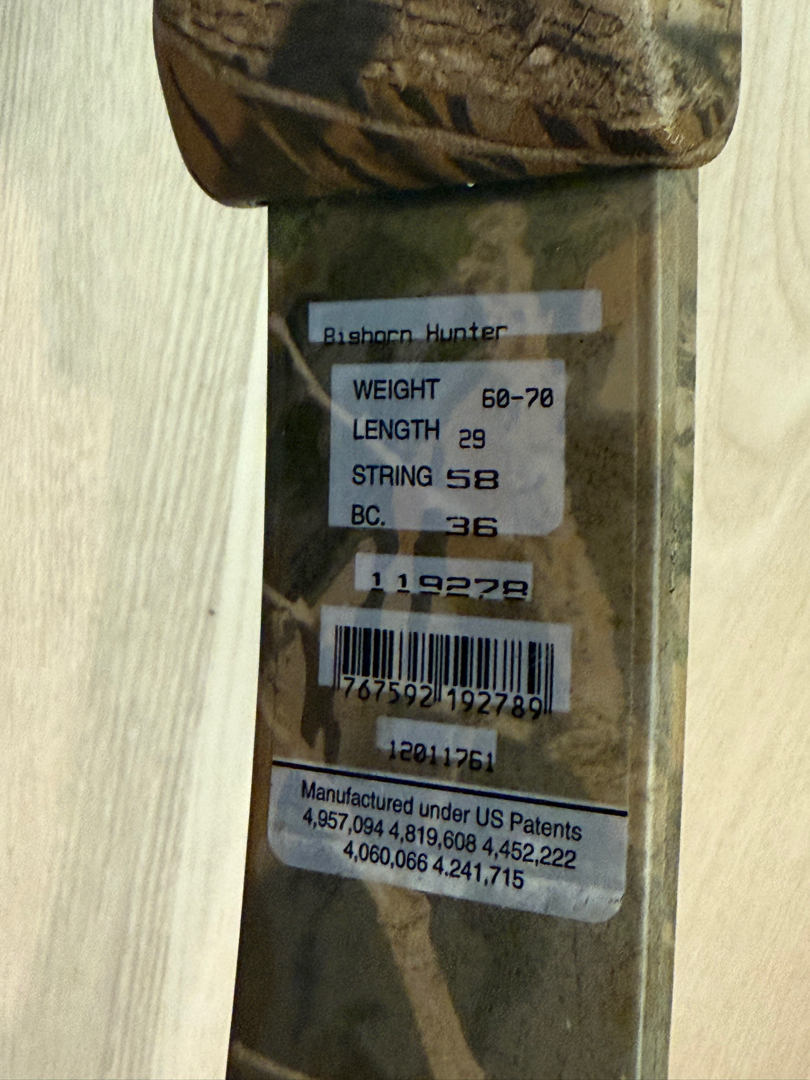 Bighorn Hunter
WEIGHT 60-70
LENGTH 29
STRING 58
BC. 36
119278
767592 192789
12011761
Manufactured under US Patents
4,957,094 4,819,608 4,452,222
4,060,066 4.241,715